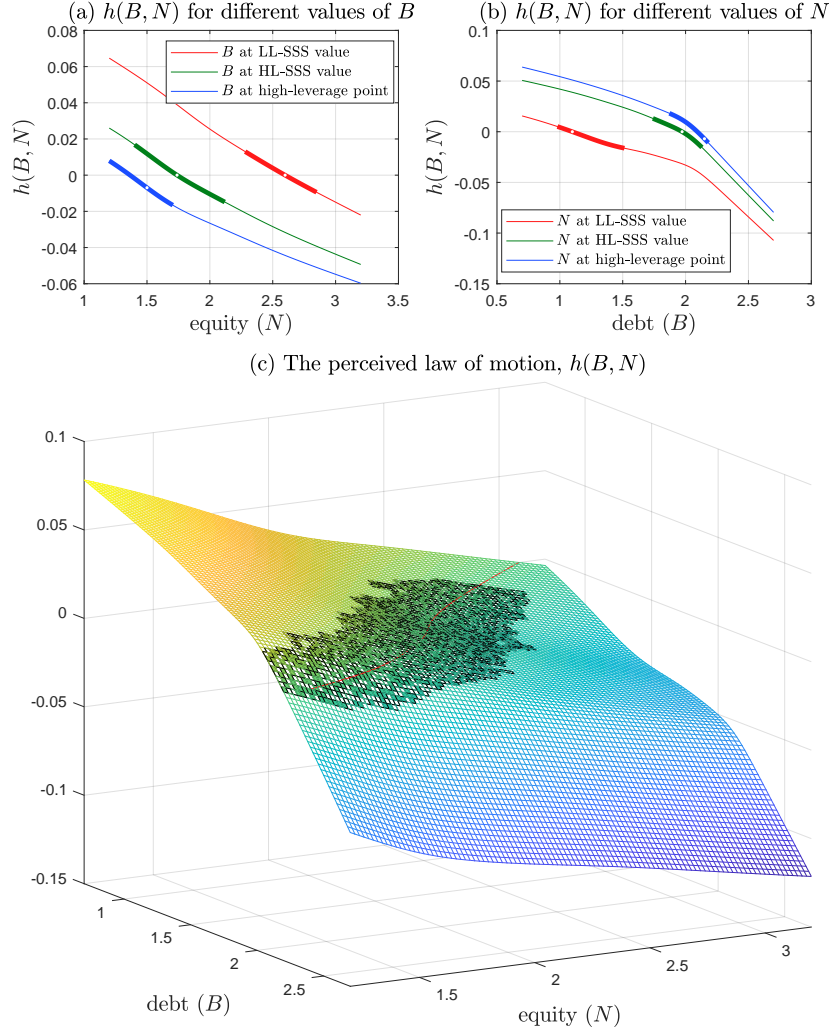 (a) h(B, N) for different values of B
0.08
0.06
0.04
0.02
0
-0.02
-0.04
-0.06
h(B, N)
B at LL-SSS value
B at HL-SSS value
B at high-leverage point
1
1.5
2
2.5
3
3.5
equity (N)
(b) h(B, N) for different values of N
0.1
0.05
0
-0.05
-0.1
-0.15
h(B, N)
N at LL-SSS value
N at HL-SSS value
N at high-leverage point
0.5
1
1.5
2
2.5
3
debt (B)
(c) The perceived law of motion, h(B, N)
0.1
0.05
0
-0.05
-0.1
-0.15
1
1.5
2
2.5
debt (B)
1.5
2
2.5
3
equity (N)